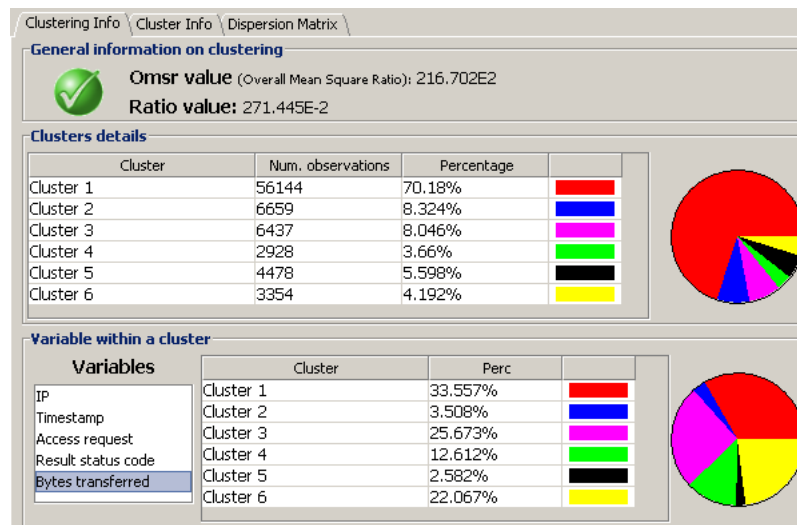 Clustering Info Cluster Info Dispersion Matrix
General information on clustering
Omsr value (Overall Mean Square Ratio): 216.702E2
Ratio value: 271.445E-2
Clusters details
Cluster Num. observations Percentage
Cluster 1 56144 70.18%
Cluster 2 6659 8.324%
Cluster 3 6437 8.046%
Cluster 4 2928 3.66%
Cluster 5 4478 5.598%
Cluster 6 3354 4.192%
Variable within a cluster
Variables
IP
Timestamp
Access request
Result status code
Bytes transferred
Cluster Perc
Cluster 1 33.557%
Cluster 2 3.508%
Cluster 3 25.673%
Cluster 4 12.612%
Cluster 5 2.582%
Cluster 6 22.067%